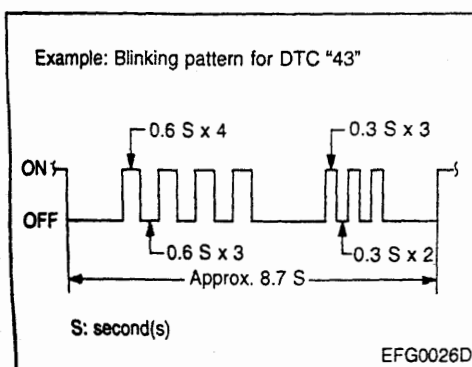 Example: Blinking pattern for DTC “43”
0.6 S x 4
0.3 S x 3
ON
OFF
0.6 S x 3
0.3 S x 2
Approx. 8.7 S
S: second(s)
EFG0026D